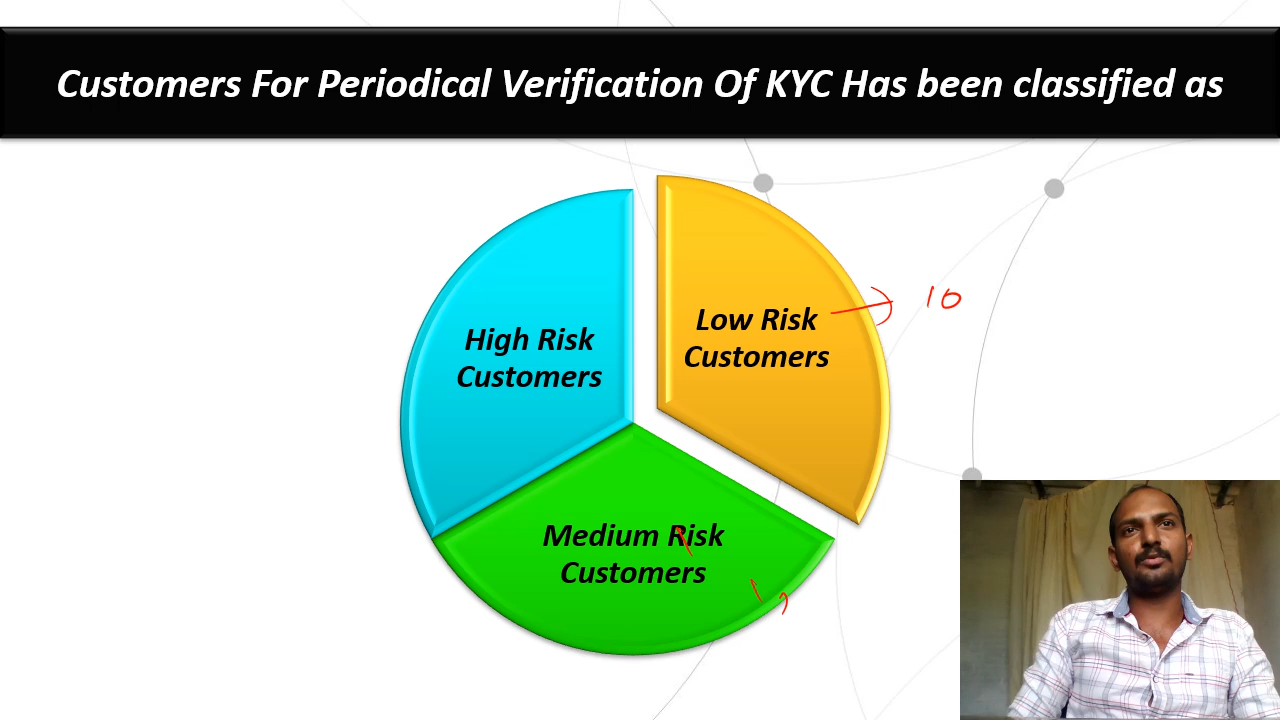 Customers For Periodical Verification Of KYC Has been classified as
High Risk
Customers
Low Risk
Customers
10
Medium Risk
Customers